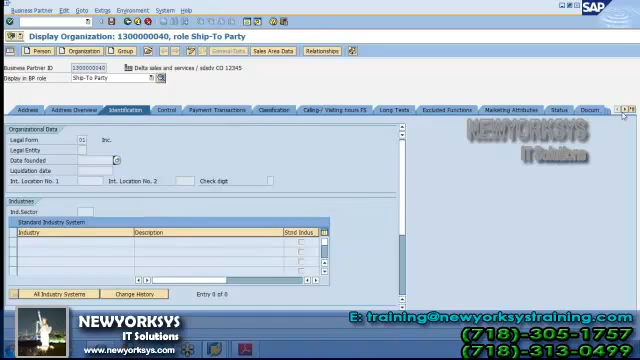 Business Partner Edit Goto Extras Environment System Help
SAP
Display Organization: 1300000040, role Ship-To Party
Person Organization Group General Data Sales Area Data Relationships
Business Partner ID 1300000040 Delta sales and services / sdsdv CO 12345
Display in BP role Ship-To Party
Address Address Overview Identification Control Payment Transactions Classification Calling-/ Visiting hours FS Long Texts Excluded Functions Marketing Attributes Status Docum
NEWYORKSYS
IT Solutions
Organizational Data
Legal Form 01 Inc.
Legal Entity
Date founded
Liquidation date
Int. Location No. 1 Int. Location No. 2 Check digit
Industries
Ind.Sector
Standard Industry System
Industry Description Stnd Indus
All Industry Systems Change History Entry 0 of 0
NEWYORKSYS
IT Solutions
www.newyorksys.com
E: training@newyorksystraining.com
(718)-305-1757
(718)-313-0499